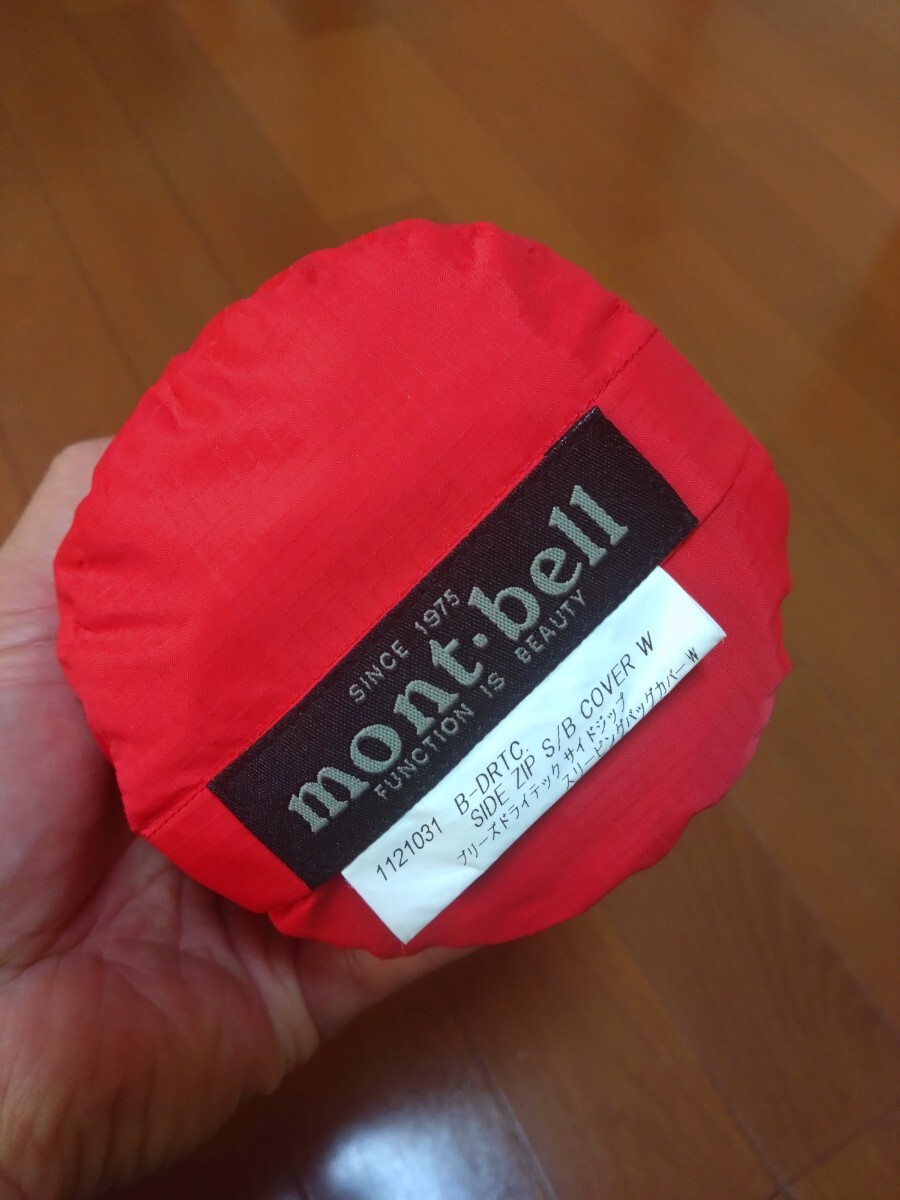 SINCE 1975
mont·bell
FUNCTION IS BEAUTY
1121031 B-DRTC.
SIDE ZIP S/B COVER W
ブリーズドライテック サイドジップ
スリーピングバッグカバー W